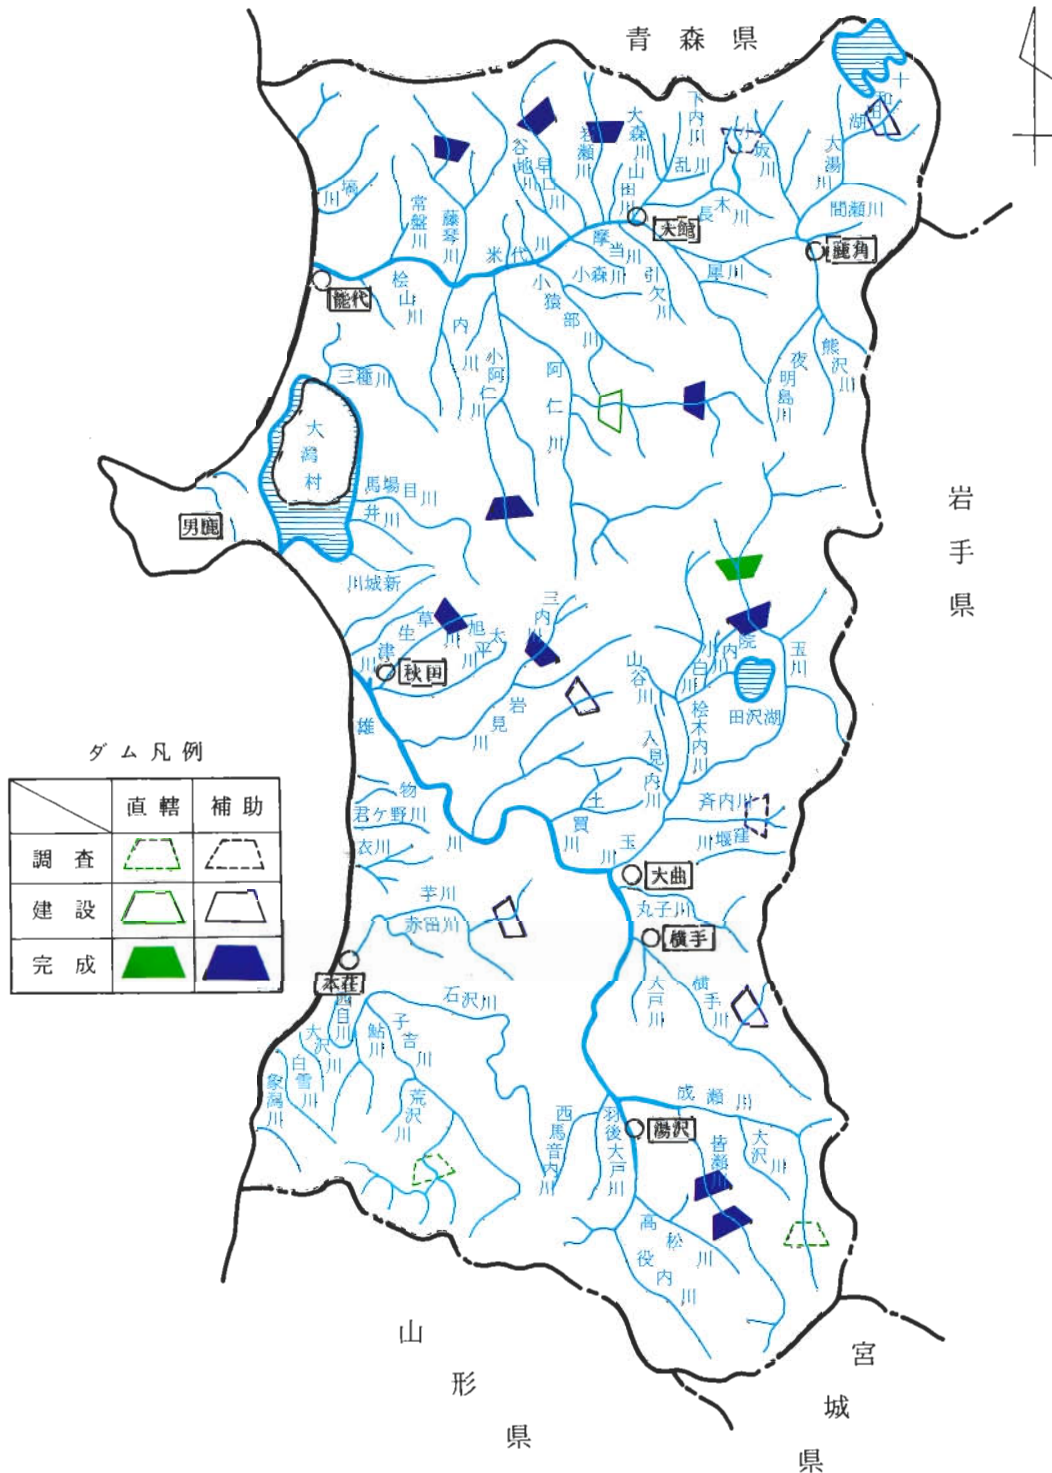 青森県
十和田湖
大湯川
小坂川
下内川
乱川
大森川
山田川
岩瀬川
早口川
谷地川
長木川
間瀬川
大館
鹿角
塙川
常盤川
藤琴川
米代川
摩当川
小森川
引欠川
犀川
小猿部川
能代
桧山川
内川
小阿仁川
阿仁川
夜明島川
熊沢川
三種川
大潟村
馬場目川
井川
男鹿
岩手県
新城川
草生津川
旭川
太平川
三内川
秋田
岩見川
山谷川
小白川
院内川
玉川
田沢湖
桧木内川
入見内川
雄物川
君ケ野川
衣川
土買川
玉川
斉内川
窪堰川
大曲
丸子川
横手
大戸川
横手川
芋川
赤田川
本荘
石沢川
西目川
子吉川
鮎川
大沢川
白雪川
象潟川
荒沢川
西馬音内川
羽後大戸川
湯沢
成瀬川
皆瀬川
大沢川
高松川
役内川
山形県
宮城県
ダム凡例
直轄 補助
調査
建設
完成